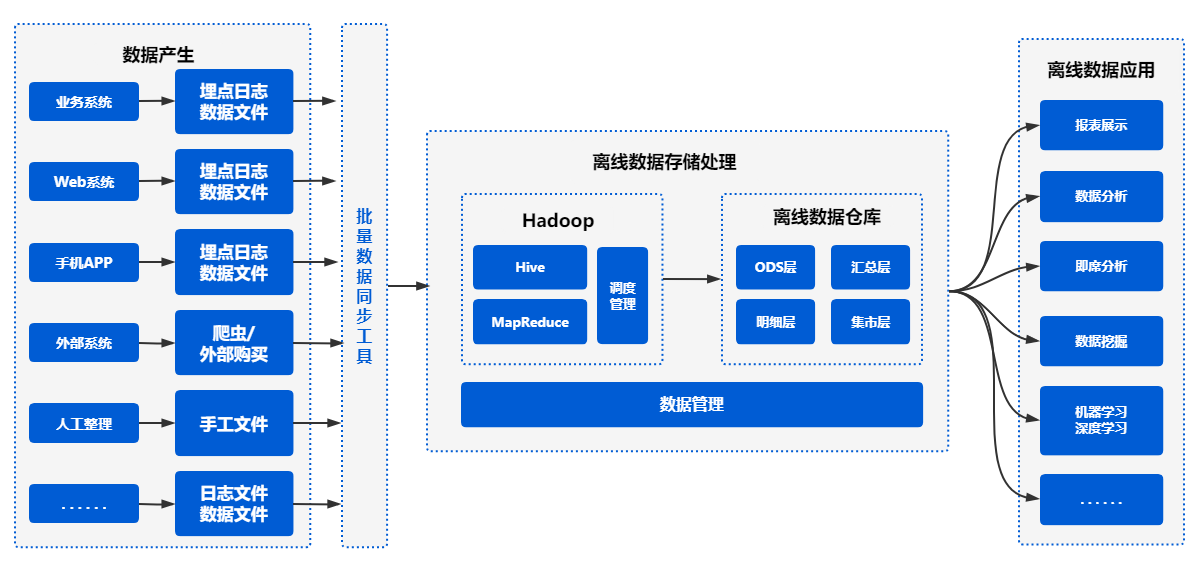 数据产生
业务系统
埋点日志
数据文件
Web系统
埋点日志
数据文件
手机APP
埋点日志
数据文件
外部系统
爬虫/
外部购买
人工整理
手工文件
......
日志文件
数据文件
批量数据同步工具
离线数据存储处理
Hadoop
Hive
MapReduce
调度
管理
离线数据仓库
ODS层
汇总层
明细层
集市层
数据管理
离线数据应用
报表展示
数据分析
即席分析
数据挖掘
机器学习
深度学习
......